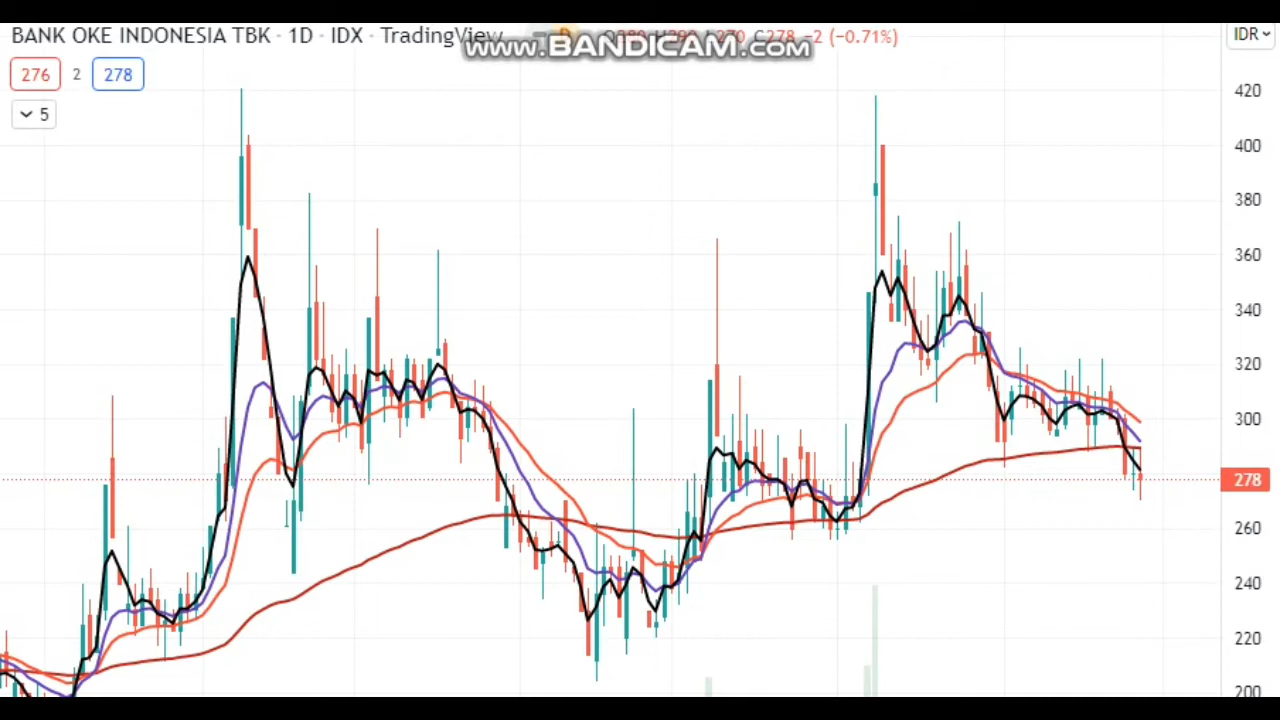 BANK OKE INDONESIA TBK · 1D · IDX · TradingView
www.BANDICAM.com
C278 −2 (−0.71%)
IDR
276 2 278
5
420
400
380
360
340
320
300
278
260
240
220
200